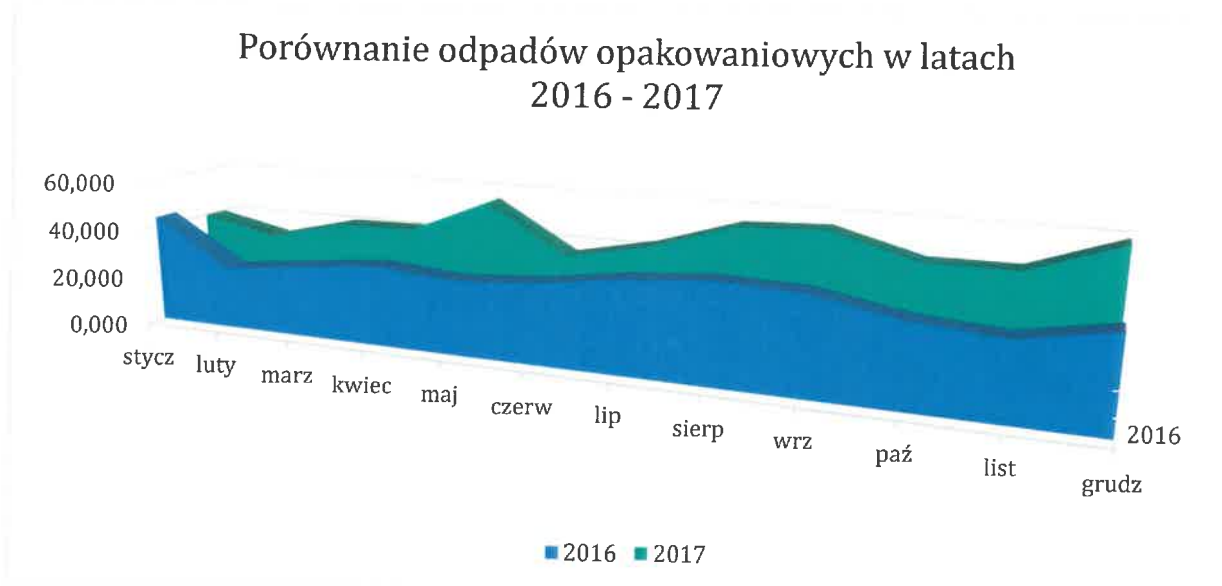 Porównanie odpadów opakowaniowych w latach
2016 - 2017
60,000
40,000
20,000
0,000
stycz
luty
marz
kwiec
maj
czerw
lip
sierp
wrz
paź
list
grudz
2016
2016 2017